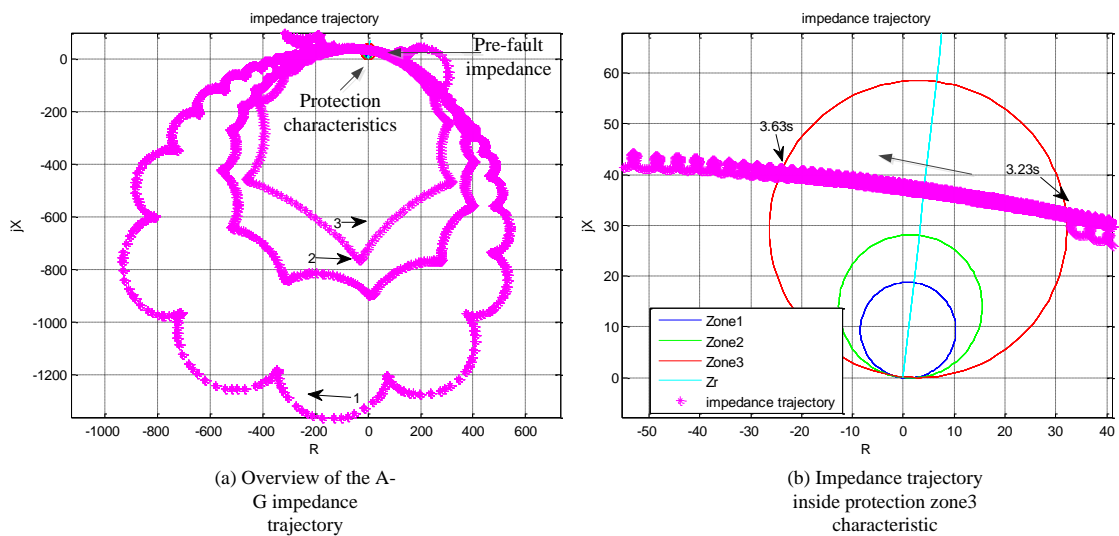 impedance trajectory
jX
100
0
-200
-400
-600
-800
-1000
-1200
-1000
-800
-600
-400
-200
0
200
400
600
R
Pre-fault
impedance
Protection
characteristics
3
2
1
(a) Overview of the A-
G impedance
trajectory
impedance trajectory
jX
60
50
40
30
20
10
0
-50
-40
-30
-20
-10
0
10
20
30
40
R
3.63s
3.23s
Zone1
Zone2
Zone3
Zr
impedance trajectory
(b) Impedance trajectory
inside protection zone3
characteristic